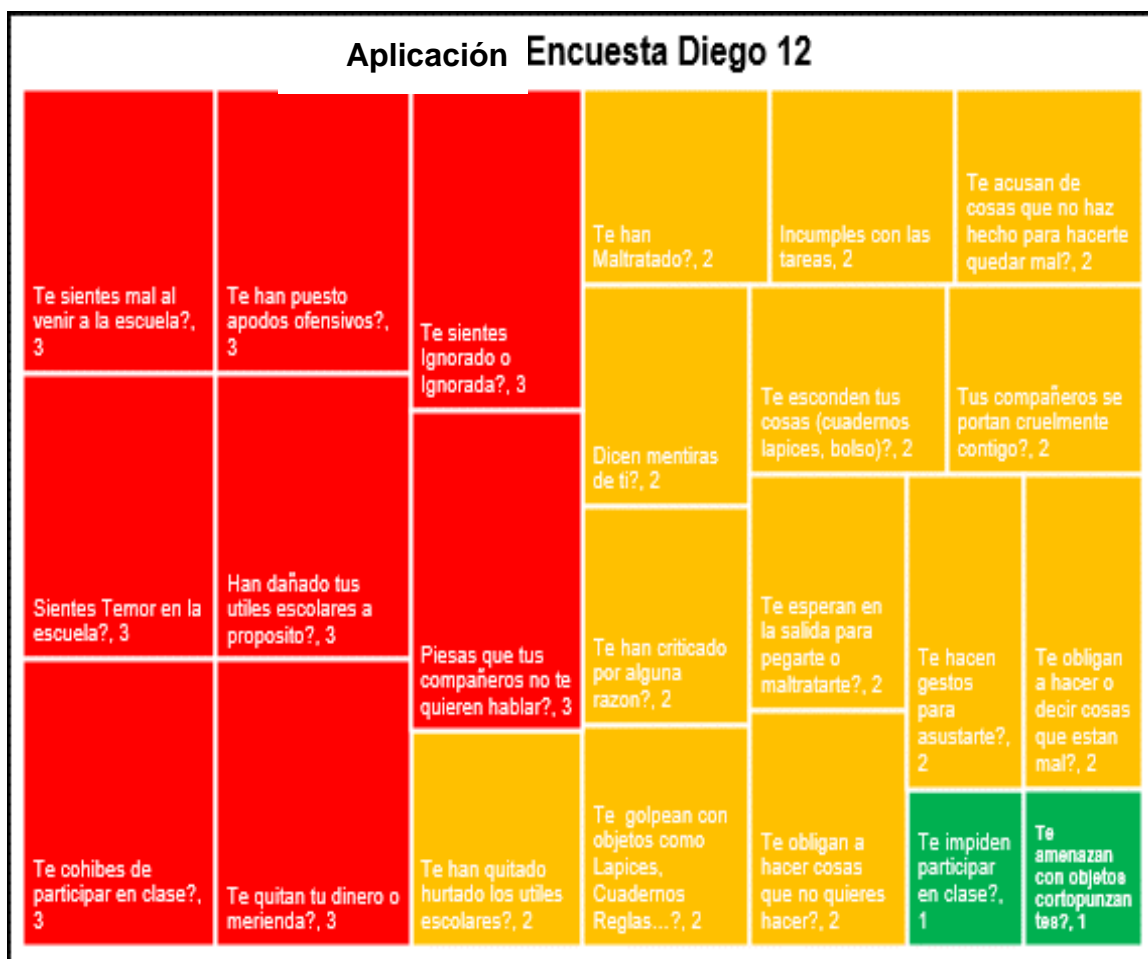 Aplicación Encuesta Diego 12
Te sientes mal al
venir a la escuela?,
3
Te han puesto
apodos ofensivos?,
3
Te sientes
Ignorado o
Ignorada?, 3
Te han
Maltratado?, 2
Incumples con las
tareas, 2
Te acusan de
cosas que no haz
hecho para hacerte
quedar mal?, 2
Sientes Temor en la
escuela?, 3
Han dañado tus
utiles escolares a
proposito?, 3
Piesas que tus
compañeros no te
quieren hablar?, 3
Dicen mentiras
de ti?, 2
Te esconden tus
cosas (cuadernos
lapices, bolso)?, 2
Tus compañeros se
portan cruelmente
contigo?, 2
Te han criticado
por alguna
razon?, 2
Te esperan en
la salida para
pegarte o
maltratarte?, 2
Te hacen
gestos
para
asustarte?,
2
Te obligan
a hacer o
decir cosas
que estan
mal?, 2
Te cohibes de
participar en clase?,
3
Te quitan tu dinero o
merienda?, 3
Te han quitado
hurtado los utiles
escolares?, 2
Te golpean con
objetos como
Lapices,
Cuadernos
Reglas...?, 2
Te obligan a
hacer cosas
que no quieres
hacer?, 2
Te impiden
participar
en clase?,
1
Te
amenazan
con objetos
cortopunzan
tes?, 1